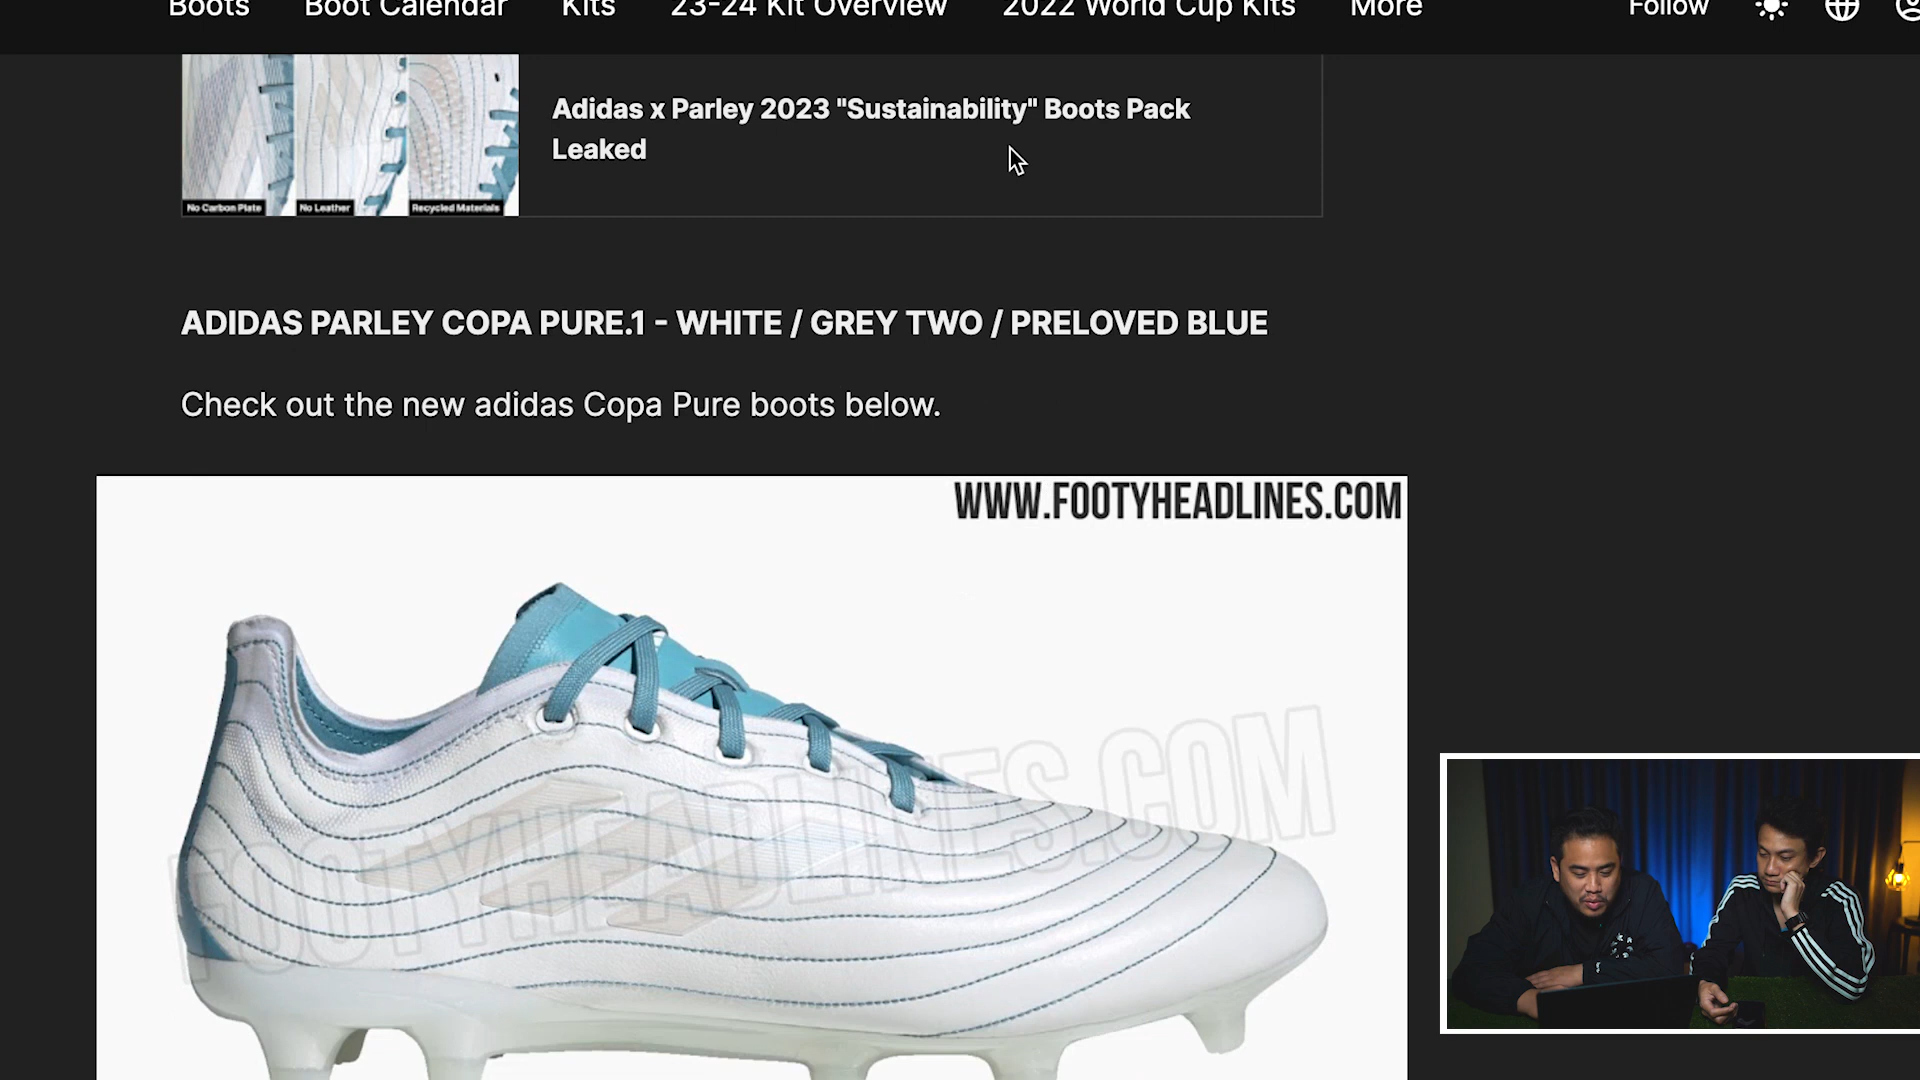 Boots Boot Calendar Kits 23-24 Kit Overview 2022 World Cup Kits More Follow
Adidas x Parley 2023 "Sustainability" Boots Pack
Leaked
No Carbon Plate No Leather Recycled Materials
ADIDAS PARLEY COPA PURE.1 - WHITE / GREY TWO / PRELOVED BLUE
Check out the new adidas Copa Pure boots below.
WWW.FOOTYHEADLINES.COM
FOOTYHEADLINES.COM